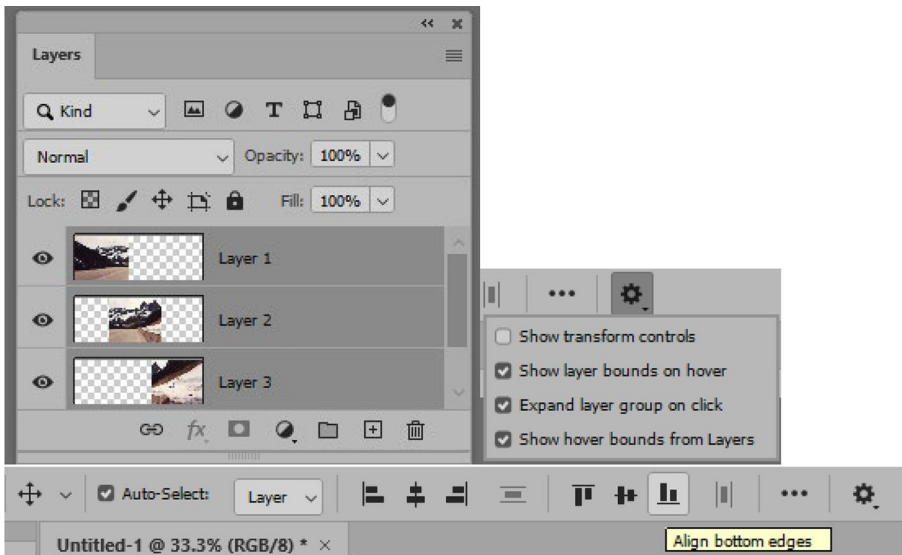 Layers
Kind
Normal Opacity: 100%
Lock: Fill: 100%
Layer 1
Layer 2
Layer 3
fx
Show transform controls
Show layer bounds on hover
Expand layer group on click
Show hover bounds from Layers
Auto-Select: Layer
Untitled-1 @ 33.3% (RGB/8) * ×
Align bottom edges